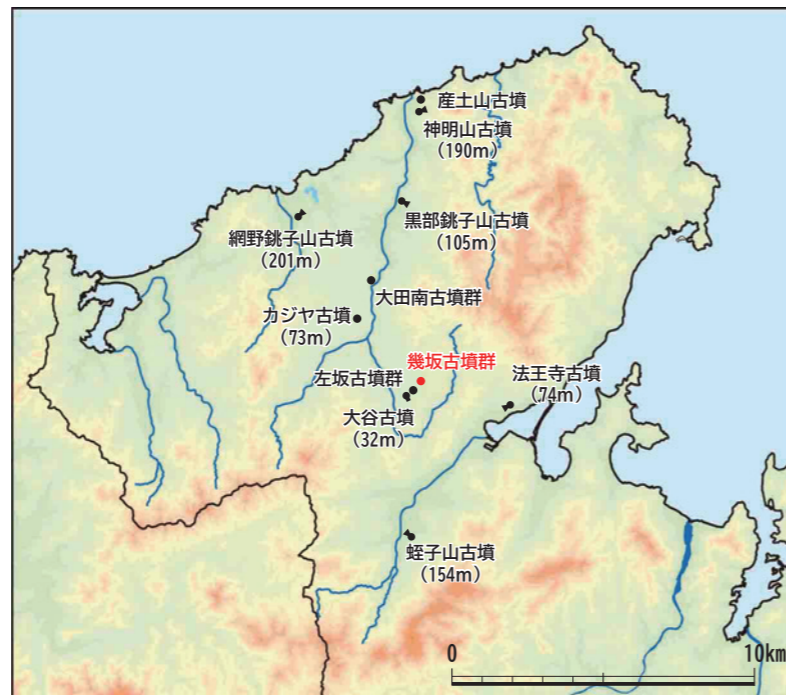 産土山古墳
神明山古墳
（190m）
黒部銚子山古墳
（105m）
網野銚子山古墳
（201m）
大田南古墳群
カジヤ古墳
（73m）
幾坂古墳群
左坂古墳群
法王寺古墳
（74m）
大谷古墳
（32m）
蛭子山古墳
（154m）
0
10km